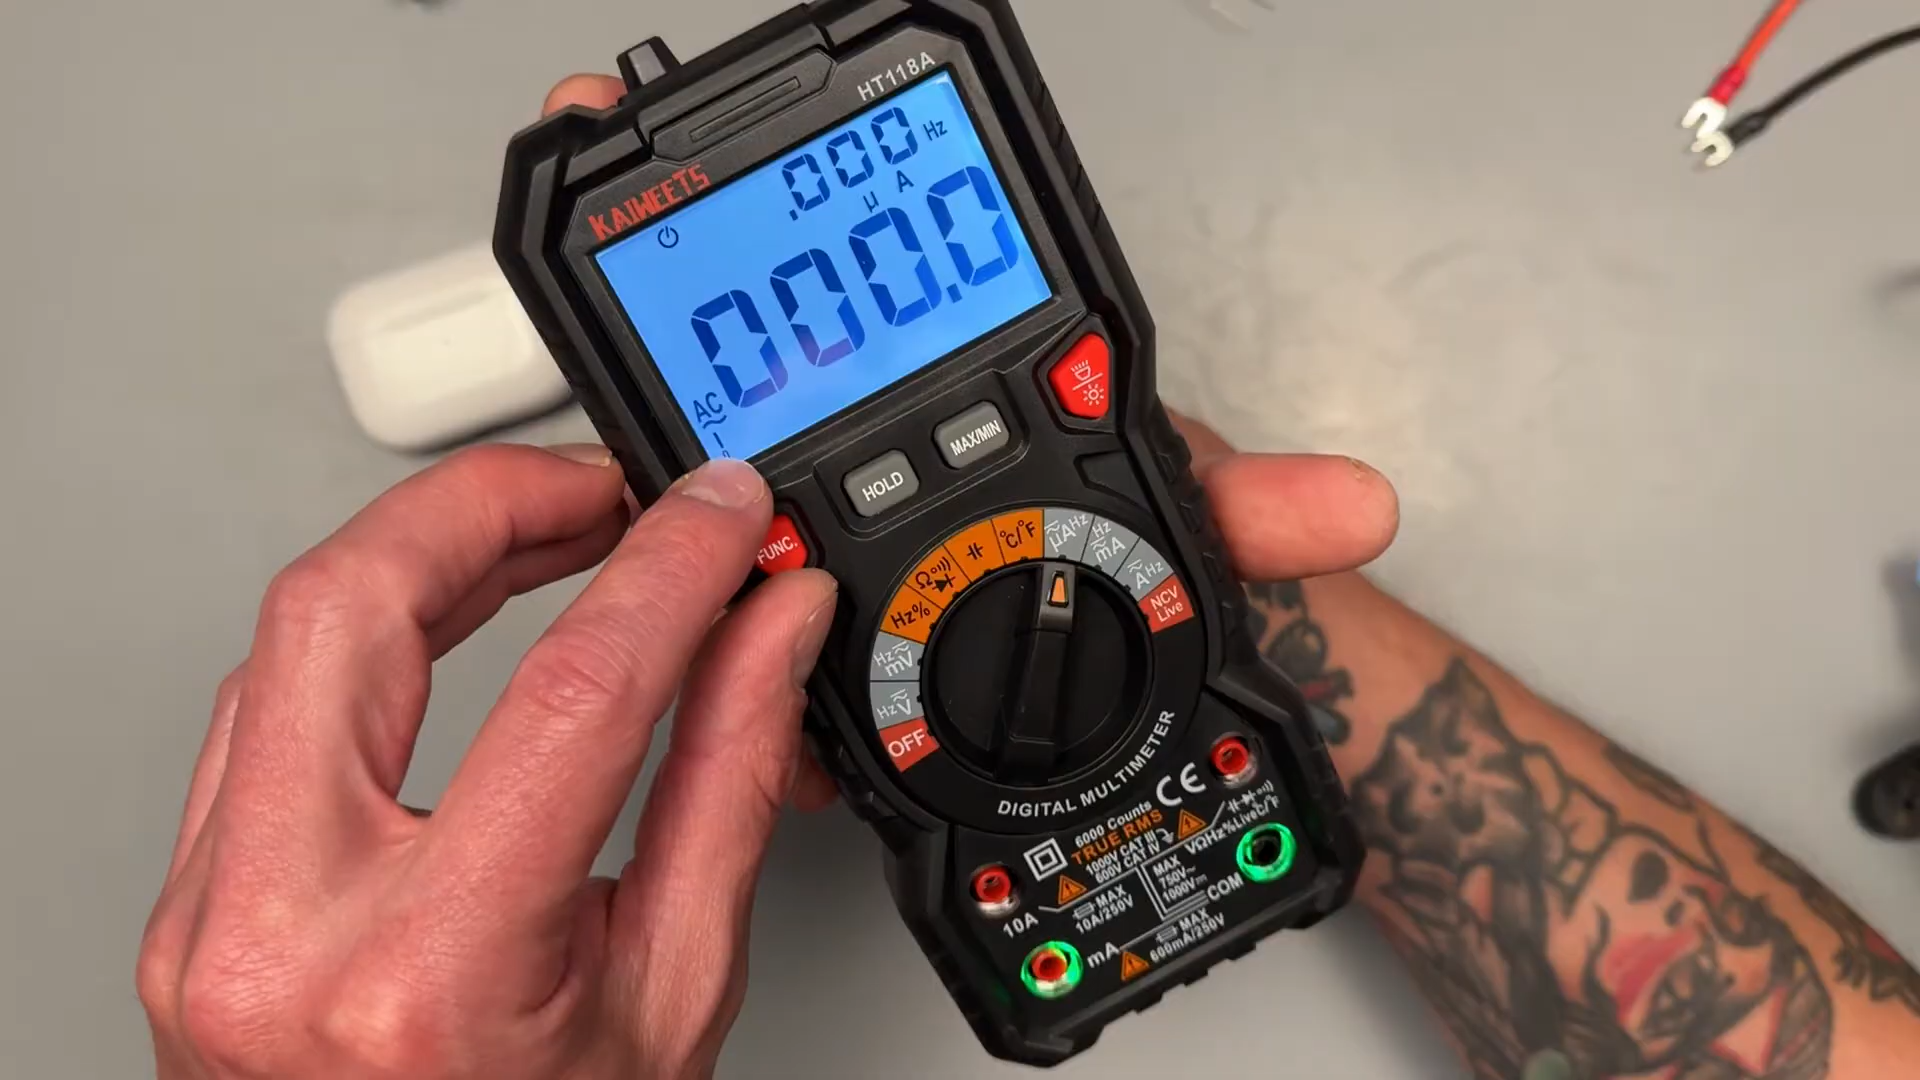 HT118A
KAIWEETS
.000 Hz
µ A
000.0
AC
MAX/MIN
HOLD
FUNC.
°C/°F
µA Hz
Hz mA
A Hz
NCV Live
Ω
Hz%
Hz mV
Hz V
OFF
DIGITAL MULTIMETER
CE
6000 Counts
TRUE RMS
1000V CAT III
600V CAT IV
VΩHz%Live°C/°F
10A
MAX
10A/250V
MAX
750V~
1000V
COM
mA
MAX
600mA/250V